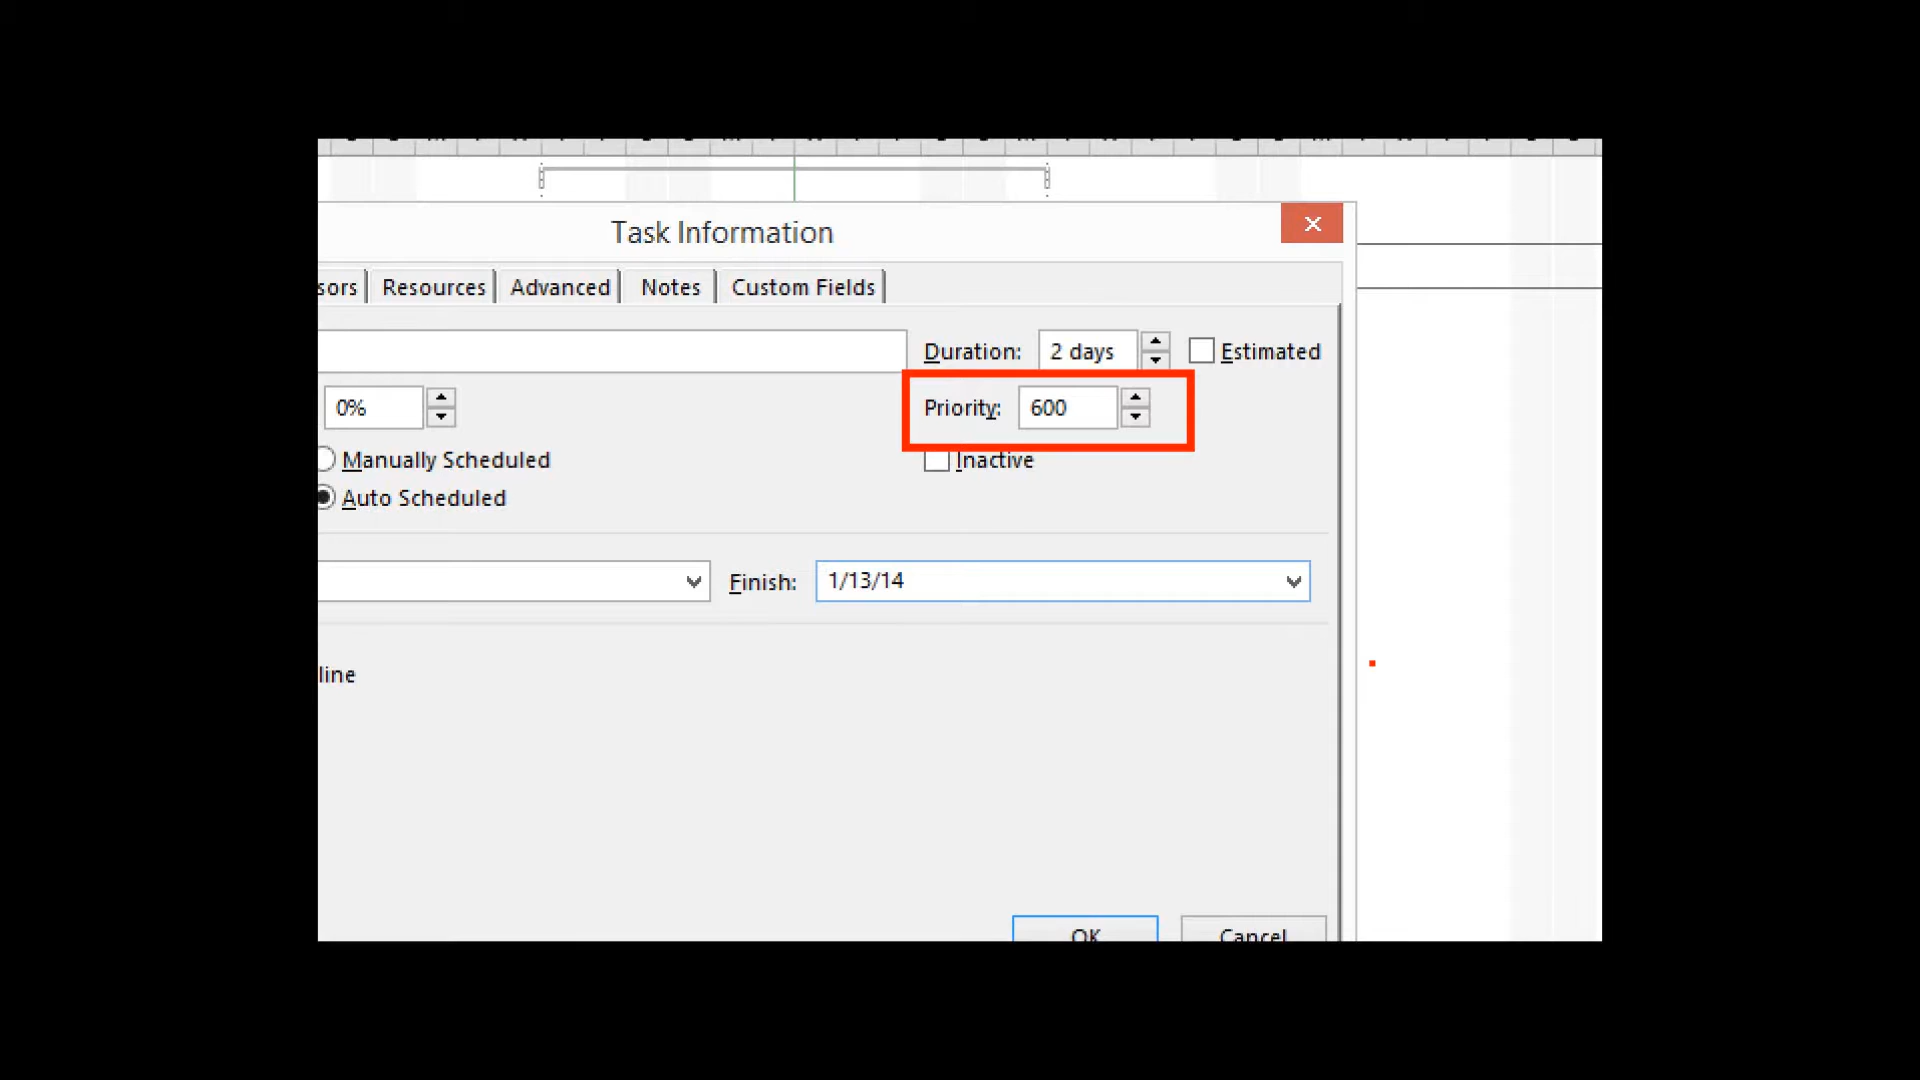 Task Information
sors Resources Advanced Notes Custom Fields
Duration: 2 days Estimated
0% Priority: 600
Manually Scheduled Inactive
Auto Scheduled
Finish: 1/13/14
line
OK Cancel